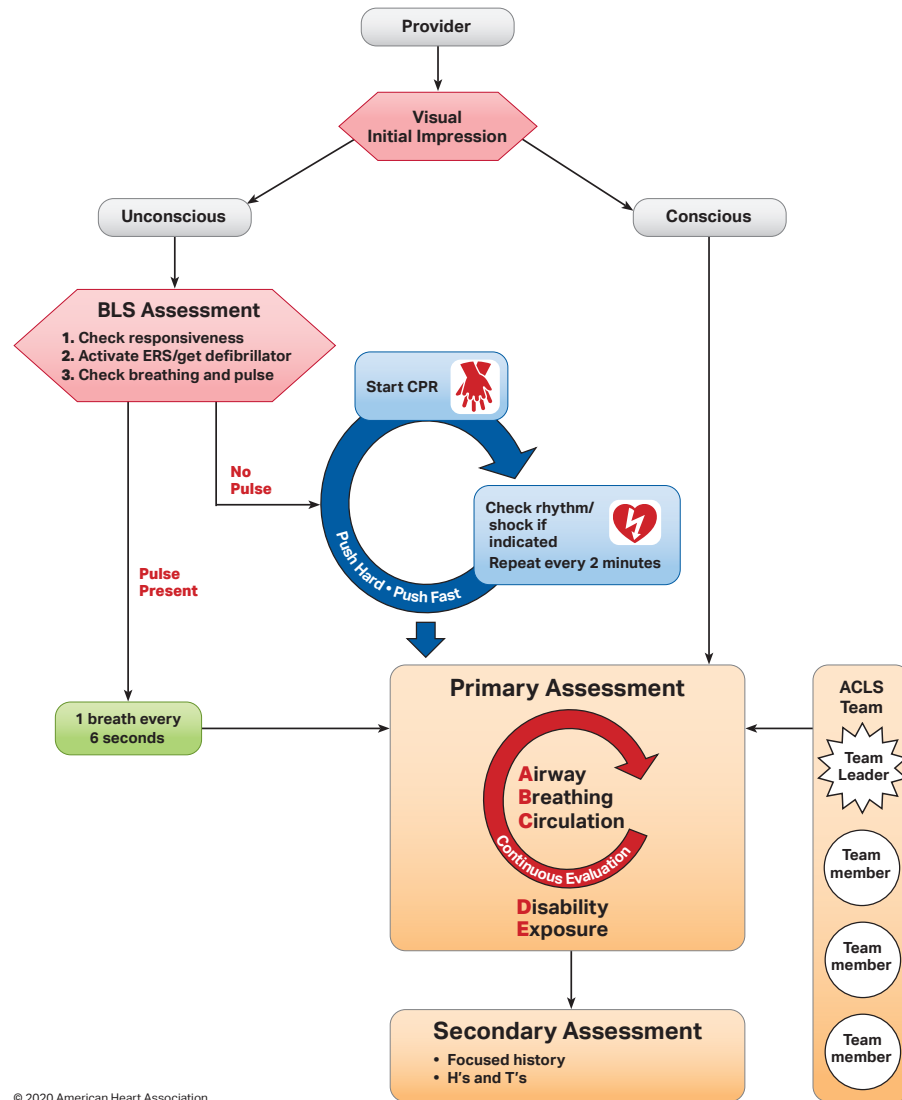 Provider
Visual
Initial Impression
Unconscious
Conscious
BLS Assessment
1. Check responsiveness
2. Activate ERS/get defibrillator
3. Check breathing and pulse
Start CPR
No
Pulse
Check rhythm/
shock if
indicated
Repeat every 2 minutes
Push Hard • Push Fast
Pulse
Present
1 breath every
6 seconds
Primary Assessment
Airway
Breathing
Circulation
Continuous Evaluation
Disability
Exposure
ACLS
Team
Team
Leader
Team
member
Team
member
Team
member
Secondary Assessment
• Focused history
• H's and T's
© 2020 American Heart Association